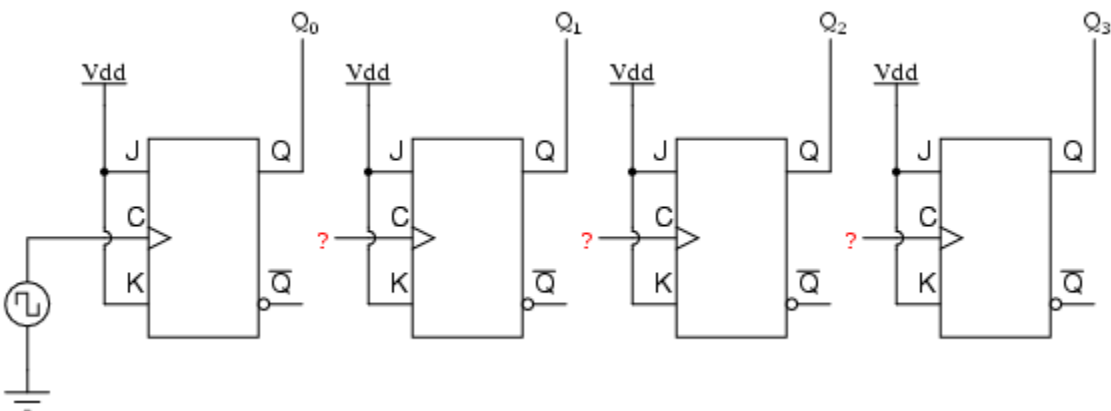 Q₀ Q₁ Q₂ Q₃
Vdd Vdd Vdd Vdd
J Q J Q J Q J Q
C ? C ? C ? C
K Q̅ K Q̅ K Q̅ K Q̅